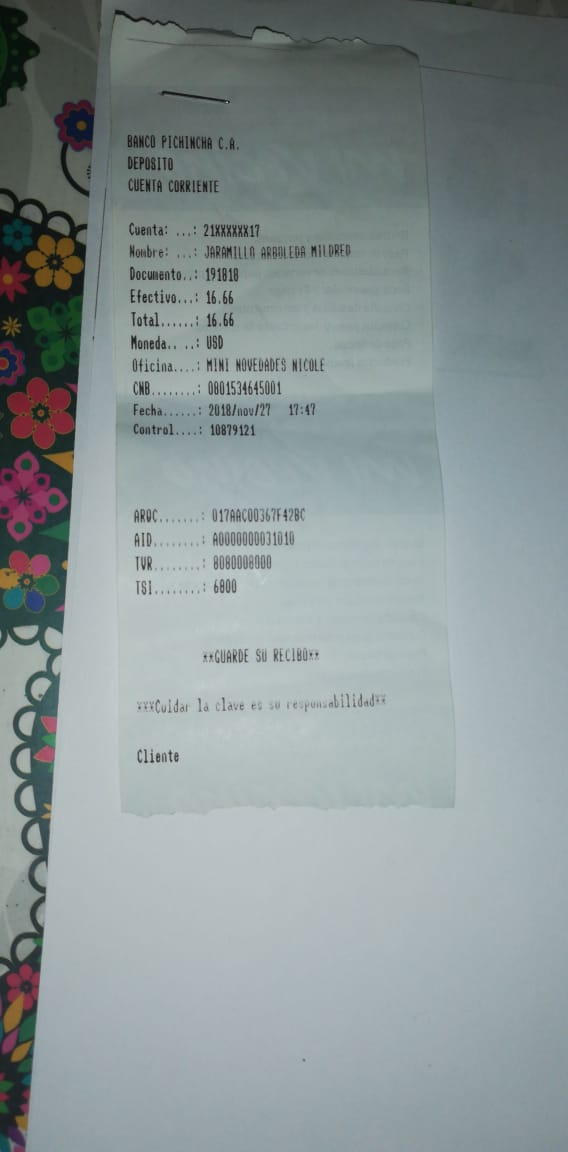 BANCO PICHINCHA C.A.
DEPOSITO
CUENTA CORRIENTE
Cuenta: ...: 21XXXXXX17
Nombre: ...: JARAMILLO ARBOLEDA MILDRED
Documento..: 191818
Efectivo...: 16.66
Total......: 16.66
Moneda.. ..: USD
Oficina....: MINI NOVEDADES NICOLE
CNB........: 0801534645001
Fecha......: 2018/nov/27 17:47
Control....: 10879121
ARQC.......: 017AAC00367F42BC
AID........: A0000000031010
TVR........: 8080008000
TSI........: 6800
**GUARDE SU RECIBO**
***Cuidar la clave es su responsabilidad**
Cliente